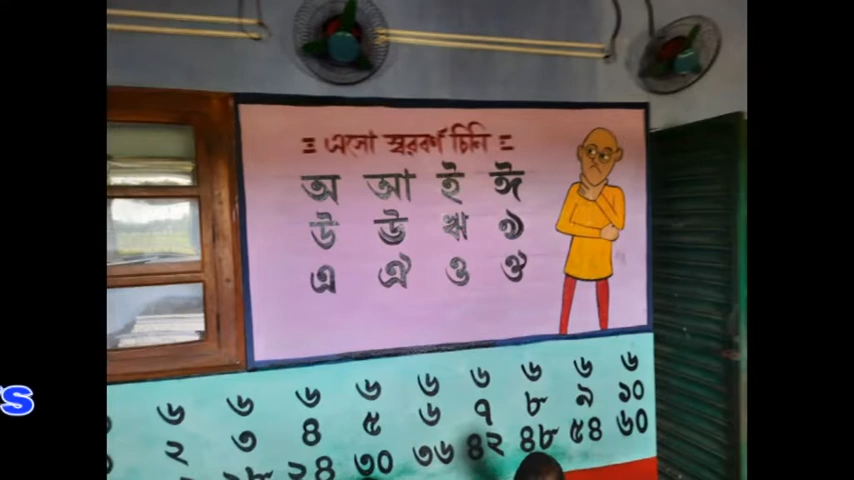 এসো স্বরবর্ণ চিনি
অ আ ই ঈ
উ ঊ ঋ ঌ
এ ঐ ও ঔ
৬ ৬ ৬ ৬ ৬ ৬ ৬ ৬ ৬
২ ৩ ৪ ৫ ৬ ৭ ৮ ৯ ১০
২৪ ৩০ ৩৬ ৪২ ৪৮ ৫৪ ৬০